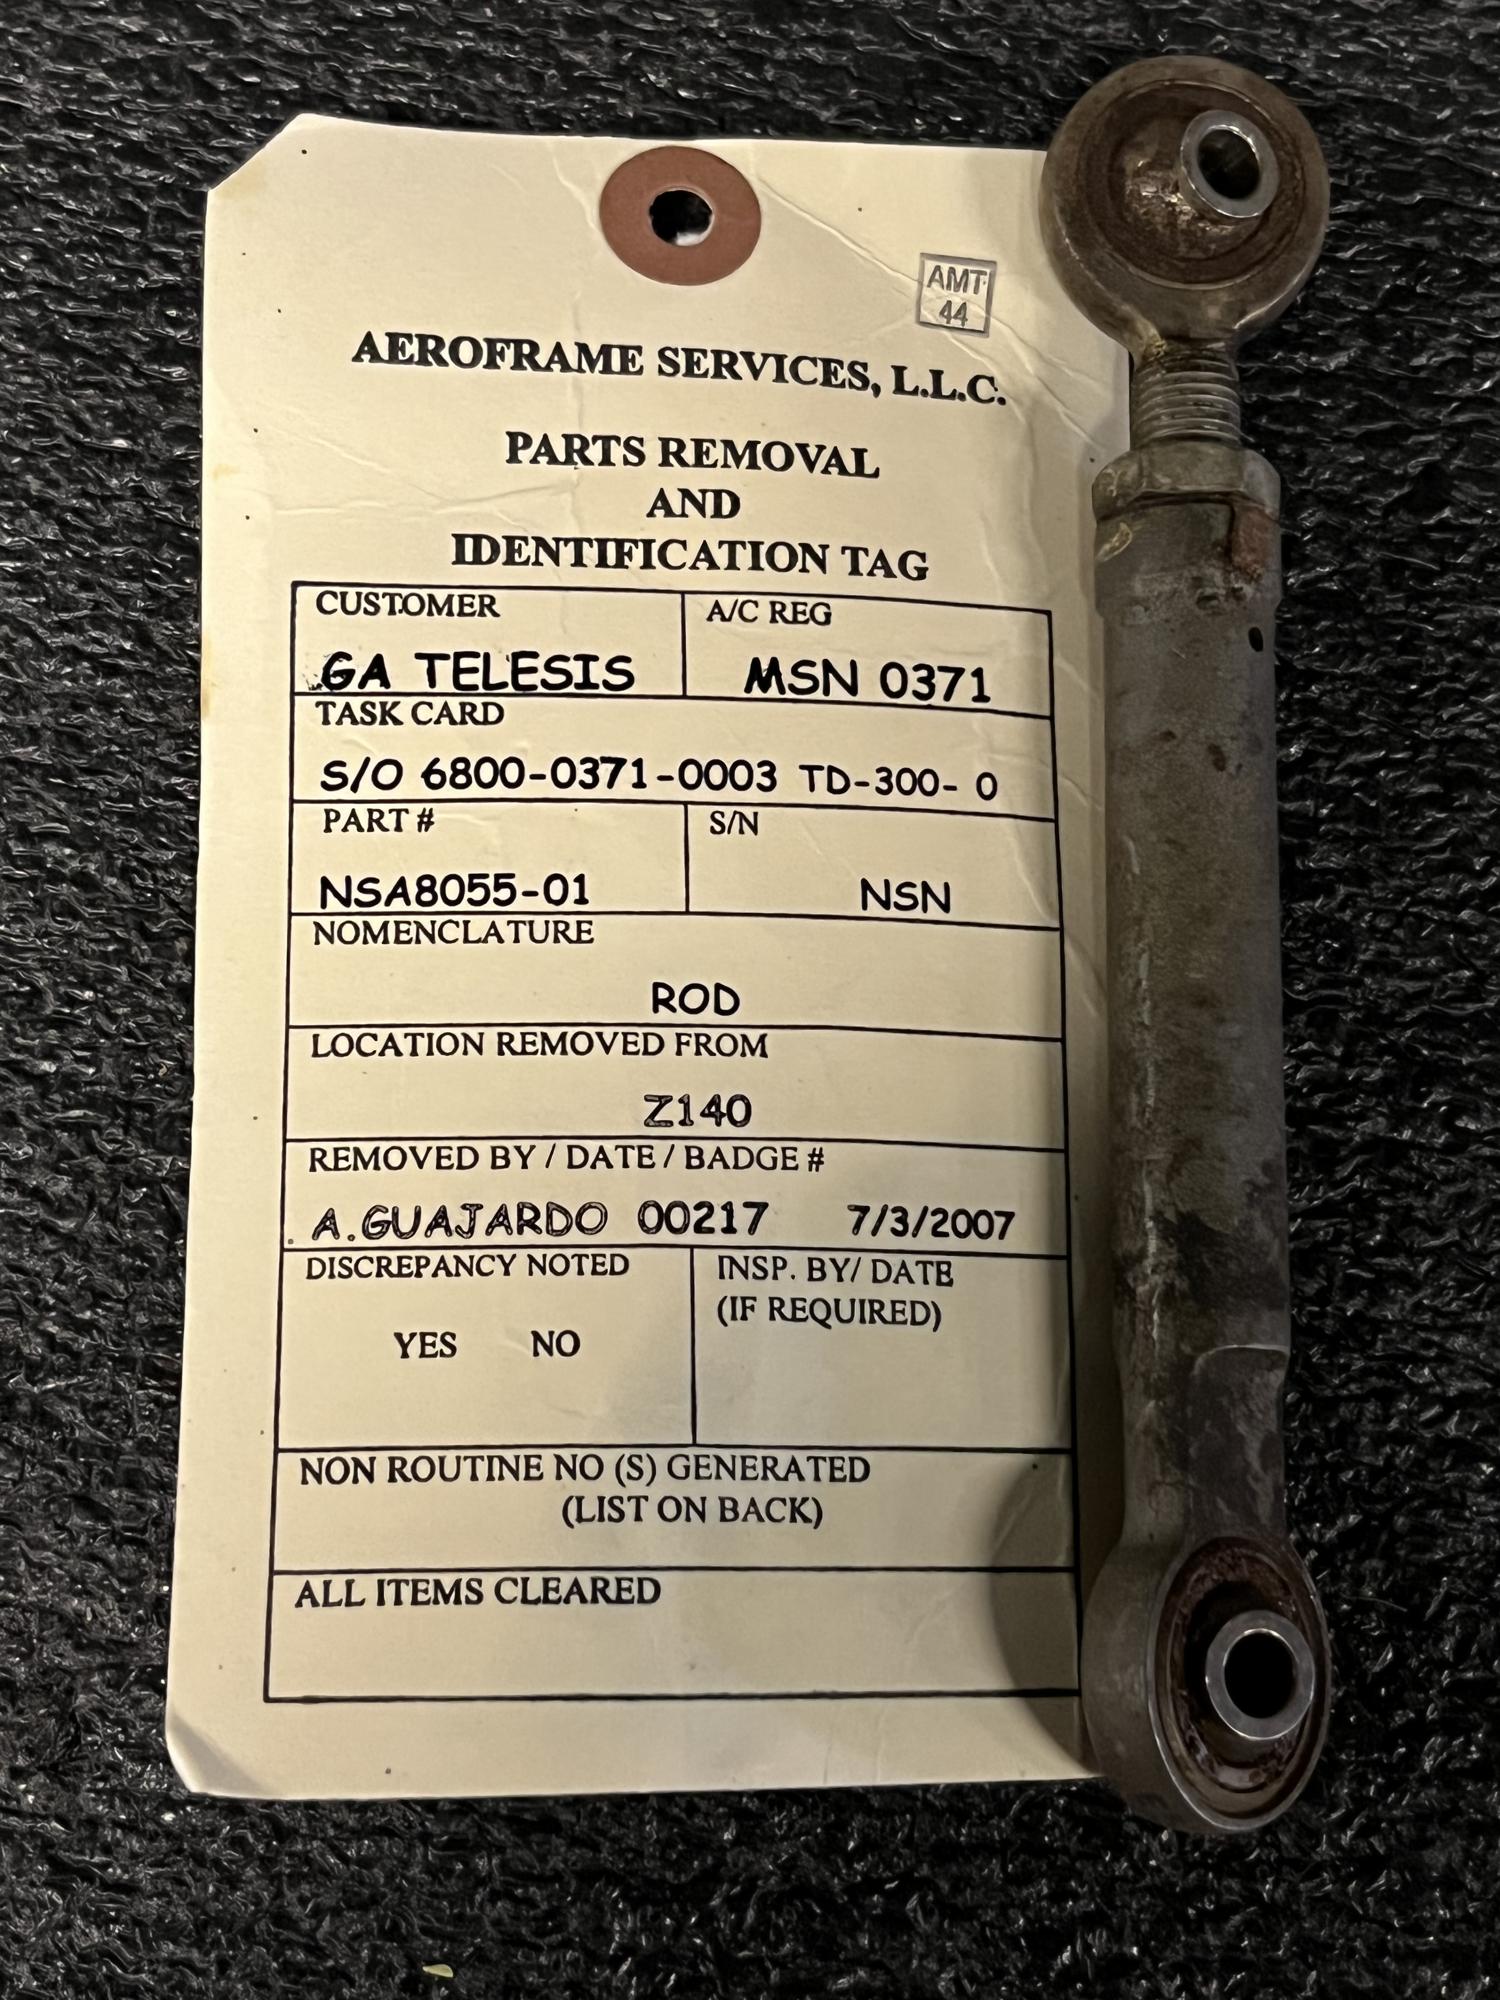 AMT
44
AEROFRAME SERVICES, L.L.C.
PARTS REMOVAL
AND
IDENTIFICATION TAG
CUSTOMER A/C REG
GA TELESIS MSN 0371
TASK CARD
S/O 6800-0371-0003 TD-300- 0
PART # S/N
NSA8055-01 NSN
NOMENCLATURE
ROD
LOCATION REMOVED FROM
Z140
REMOVED BY / DATE / BADGE #
A.GUAJARDO 00217 7/3/2007
DISCREPANCY NOTED INSP. BY/ DATE
(IF REQUIRED)
YES NO
NON ROUTINE NO (S) GENERATED
(LIST ON BACK)
ALL ITEMS CLEARED